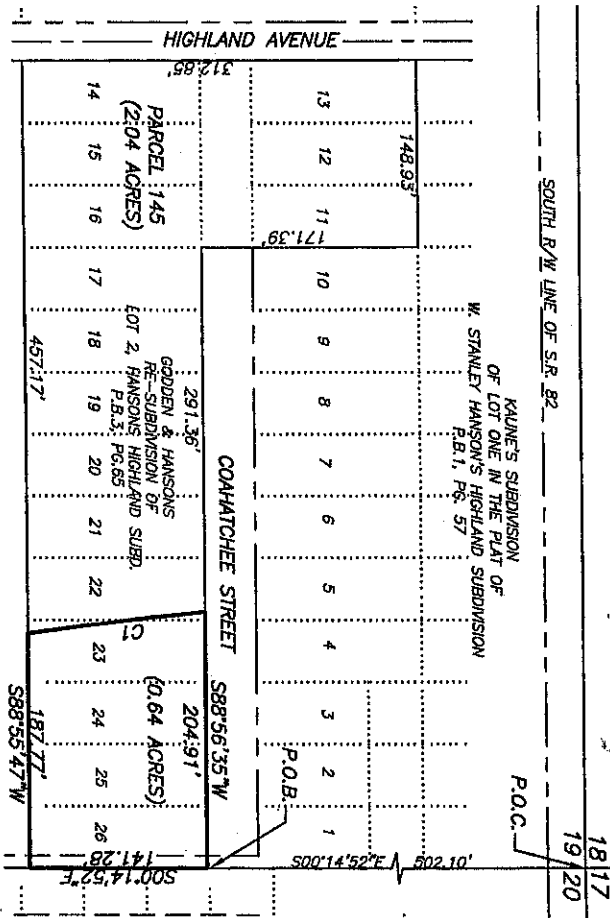 HIGHLAND AVENUE
312.85'
14
15
16
17
18
19
20
21
22
23
24
25
26
PARCEL 145
(2.04 ACRES)
GODDEN & HANSONS
RE-SUBDIVISION OF
LOT 2, HANSONS HIGHLAND SUBD.
P.B.3, PG.65
457.17'
291.36'
C1
(0.64 ACRES)
204.91'
187.77'
S88°55'47"W
141.28'
S00°14'52"E
COAHATCHEE STREET
S88°56'35"W
P.O.B.
171.39'
148.93'
13
12
11
10
9
8
7
6
5
4
3
2
1
S00°14'52"E
502.10'
KAUNE'S SUBDIVISION
OF LOT ONE IN THE PLAT OF
W. STANLEY HANSON'S HIGHLAND SUBDIVISION
P.B.1, PG. 57
SOUTH R/W LINE OF S.R. 82
P.O.C.
18 17
19 20